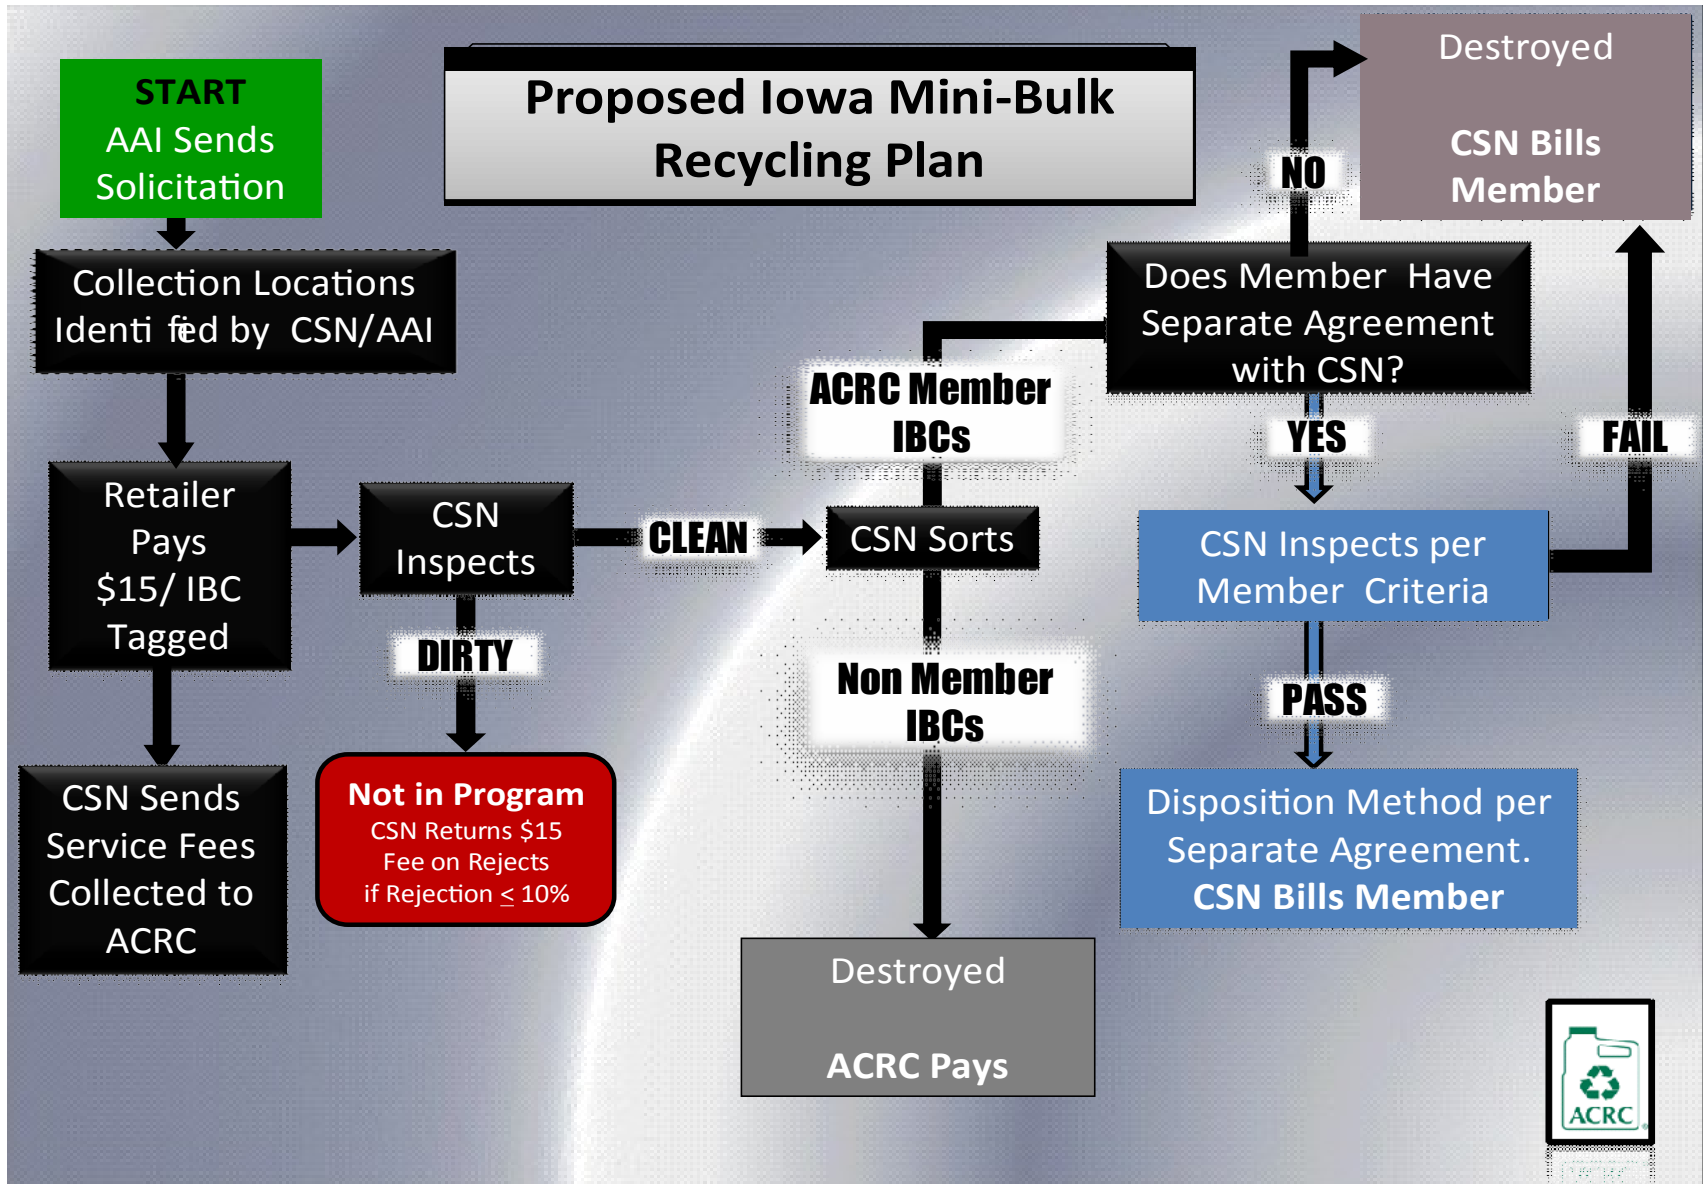 Proposed Iowa Mini-Bulk
Recycling Plan
START
AAI Sends
Solicitation
Collection Locations
Identified by CSN/AAI
Retailer
Pays
$15/ IBC
Tagged
CSN Sends
Service Fees
Collected to
ACRC
CSN
Inspects
DIRTY
Not in Program
CSN Returns $15
Fee on Rejects
if Rejection ≤ 10%
CLEAN
CSN Sorts
ACRC Member
IBCs
Non Member
IBCs
Destroyed
ACRC Pays
Does Member Have
Separate Agreement
with CSN?
NO
Destroyed
CSN Bills
Member
YES
CSN Inspects per
Member Criteria
FAIL
PASS
Disposition Method per
Separate Agreement.
CSN Bills Member
ACRC